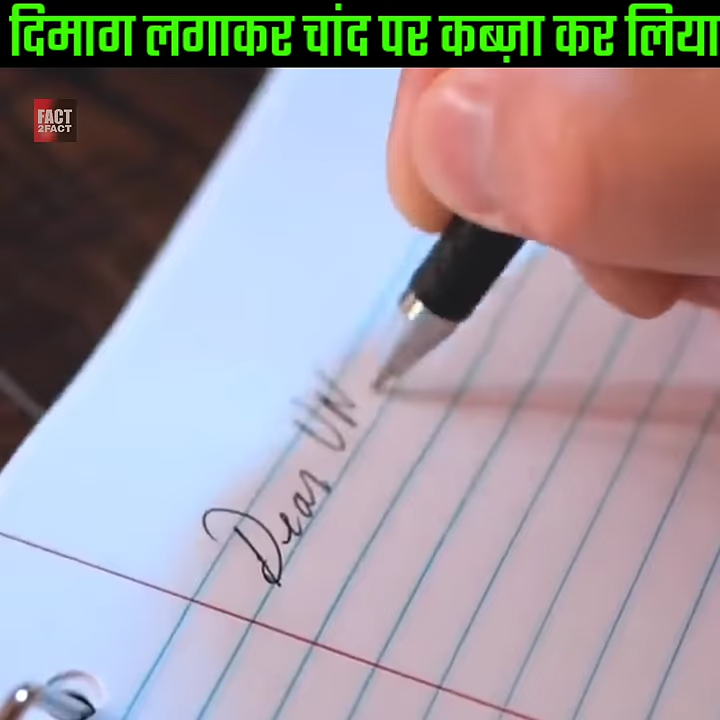 दिमाग लगाकर चांद पर कब्ज़ा कर लिया
FACT
2FACT
Dear UN